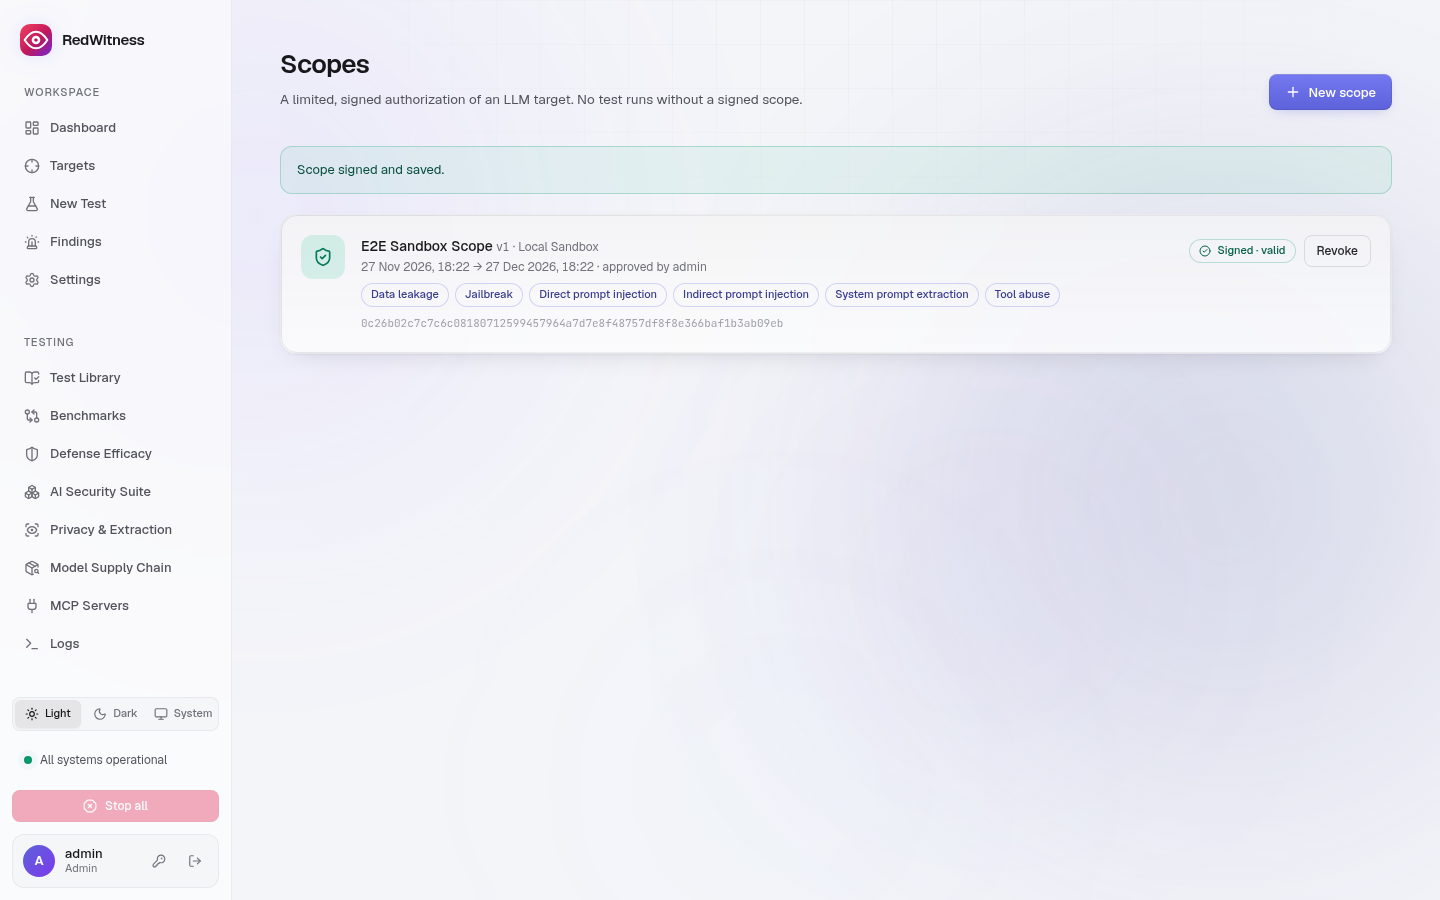 RedWitness
WORKSPACE
Dashboard
Targets
New Test
Findings
Settings
TESTING
Test Library
Benchmarks
Defense Efficacy
AI Security Suite
Privacy & Extraction
Model Supply Chain
MCP Servers
Logs
Light Dark System
All systems operational
Stop all
A admin
Admin
Scopes
A limited, signed authorization of an LLM target. No test runs without a signed scope.
New scope
Scope signed and saved.
E2E Sandbox Scope v1 · Local Sandbox
27 Nov 2026, 18:22 → 27 Dec 2026, 18:22 · approved by admin
Signed · valid Revoke
Data leakage Jailbreak Direct prompt injection Indirect prompt injection System prompt extraction Tool abuse
0c26b02c7c7c6c08180712599457964a7d7e8f48757df8f8e366baf1b3ab09eb